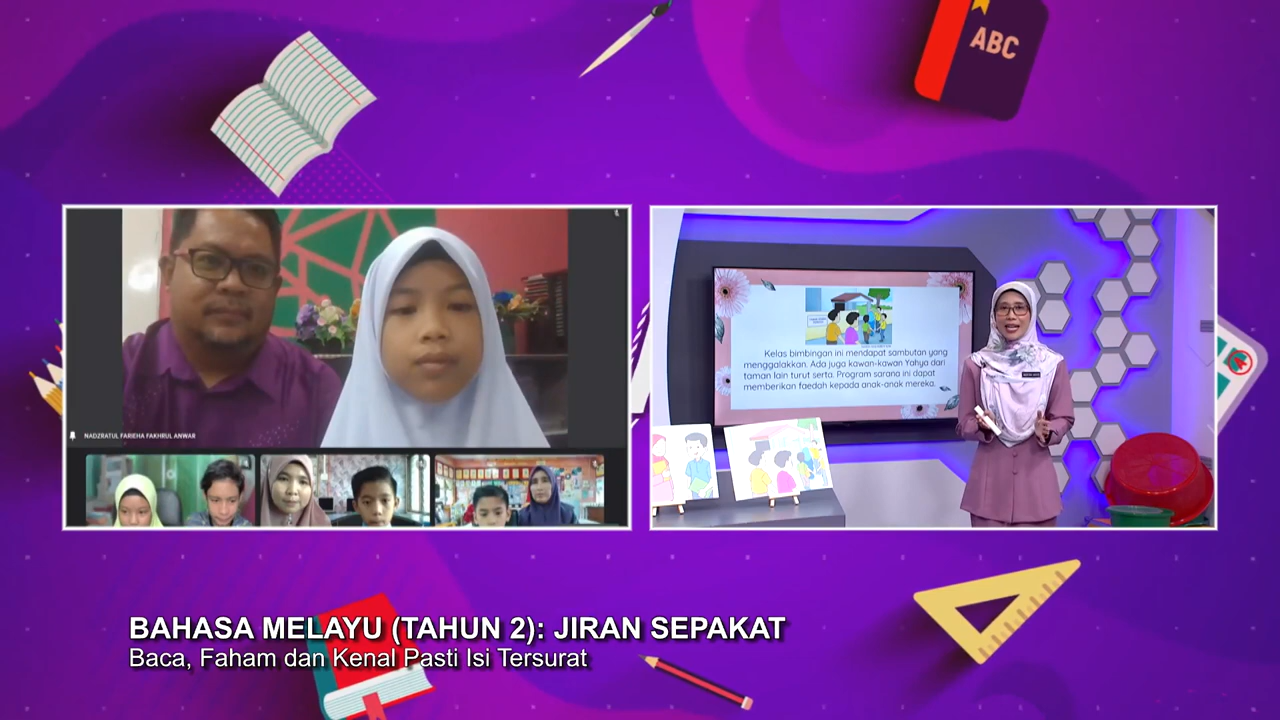 ABC
NADZRATUL FARIEHA FAKHRUL ANWAR
Kelas bimbingan ini mendapat sambutan yang
menggalakkan. Ada juga kawan-kawan Yahya dari
taman lain turut serta. Program sarana ini dapat
memberikan faedah kepada anak-anak mereka.
BAHASA MELAYU (TAHUN 2): JIRAN SEPAKAT
Baca, Faham dan Kenal Pasti Isi Tersurat